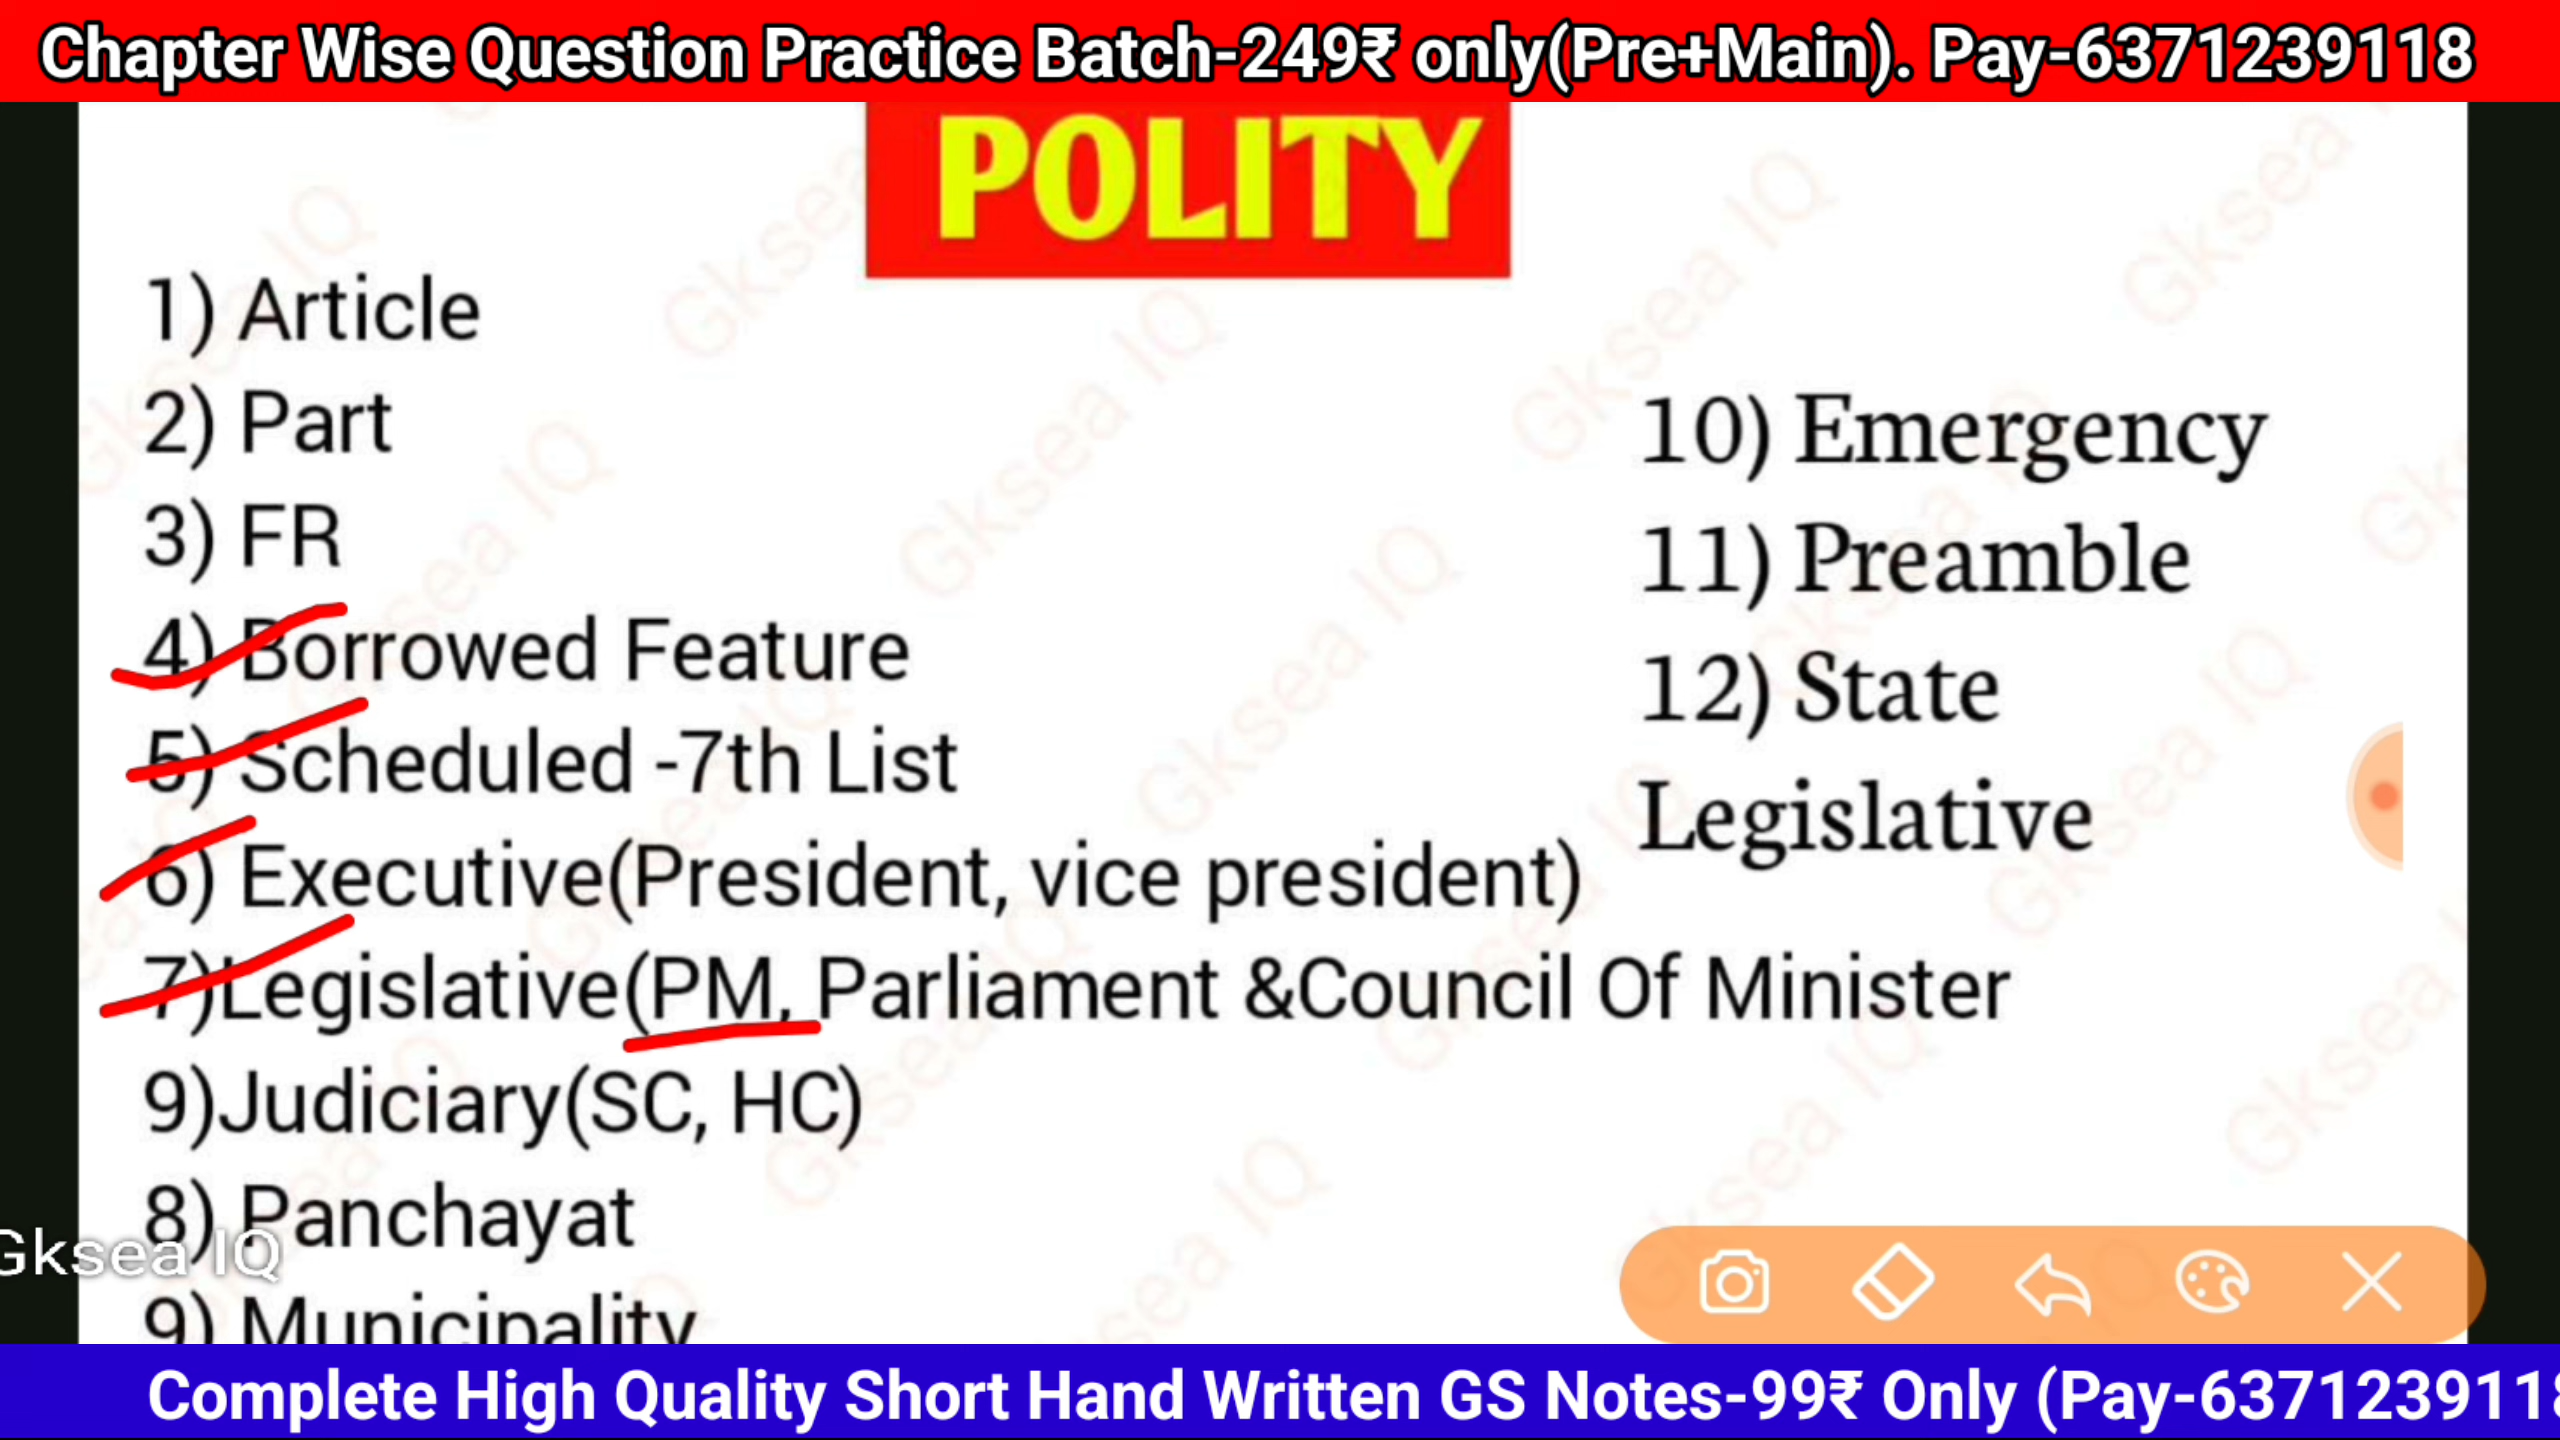 Chapter Wise Question Practice Batch-249₹ only(Pre+Main). Pay-6371239118
POLITY
1) Article
2) Part
3) FR
4) Borrowed Feature
5) Scheduled -7th List
6) Executive(President, vice president)
7)Legislative(PM, Parliament &Council Of Minister
9)Judiciary(SC, HC)
8) Panchayat
9) Municipality
10) Emergency
11) Preamble
12) State
Legislative
Gksea IQ
Complete High Quality Short Hand Written GS Notes-99₹ Only (Pay-6371239118